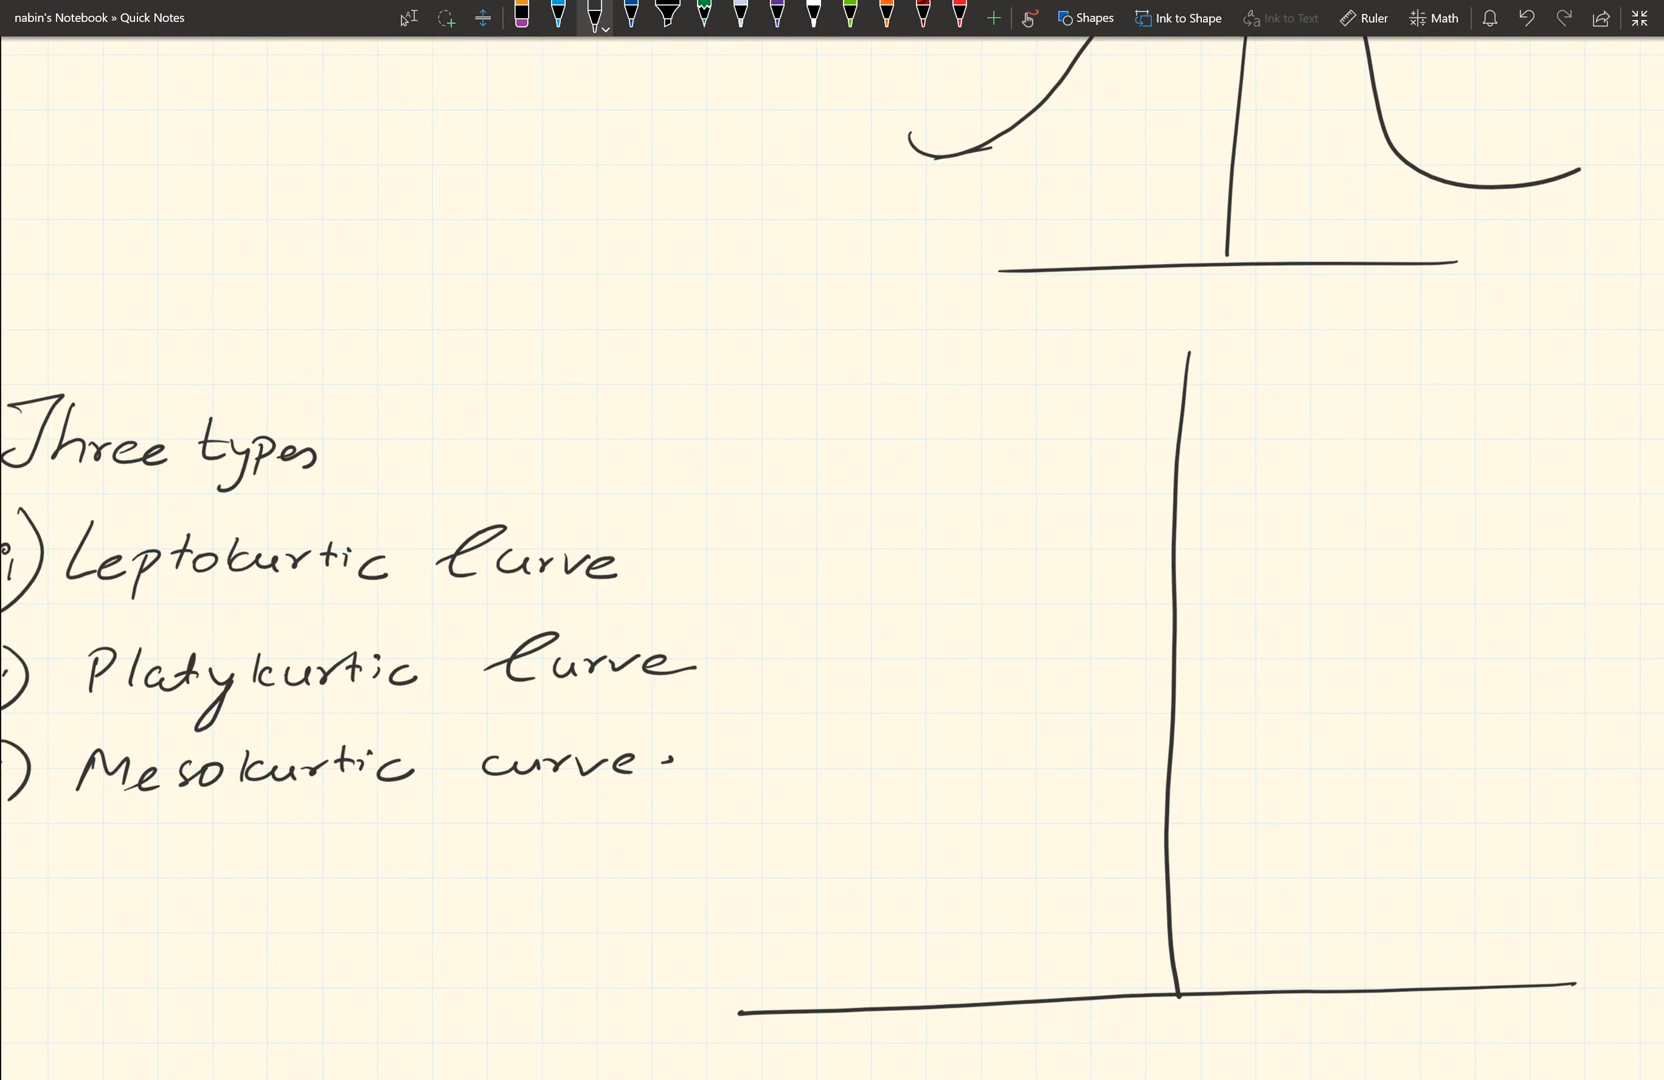 nabin's Notebook » Quick Notes
Shapes
Ink to Shape
Ink to Text
Ruler
Math
Three types
i) Leptokurtic Curve
) Platykurtic Curve
) Mesokurtic curve.